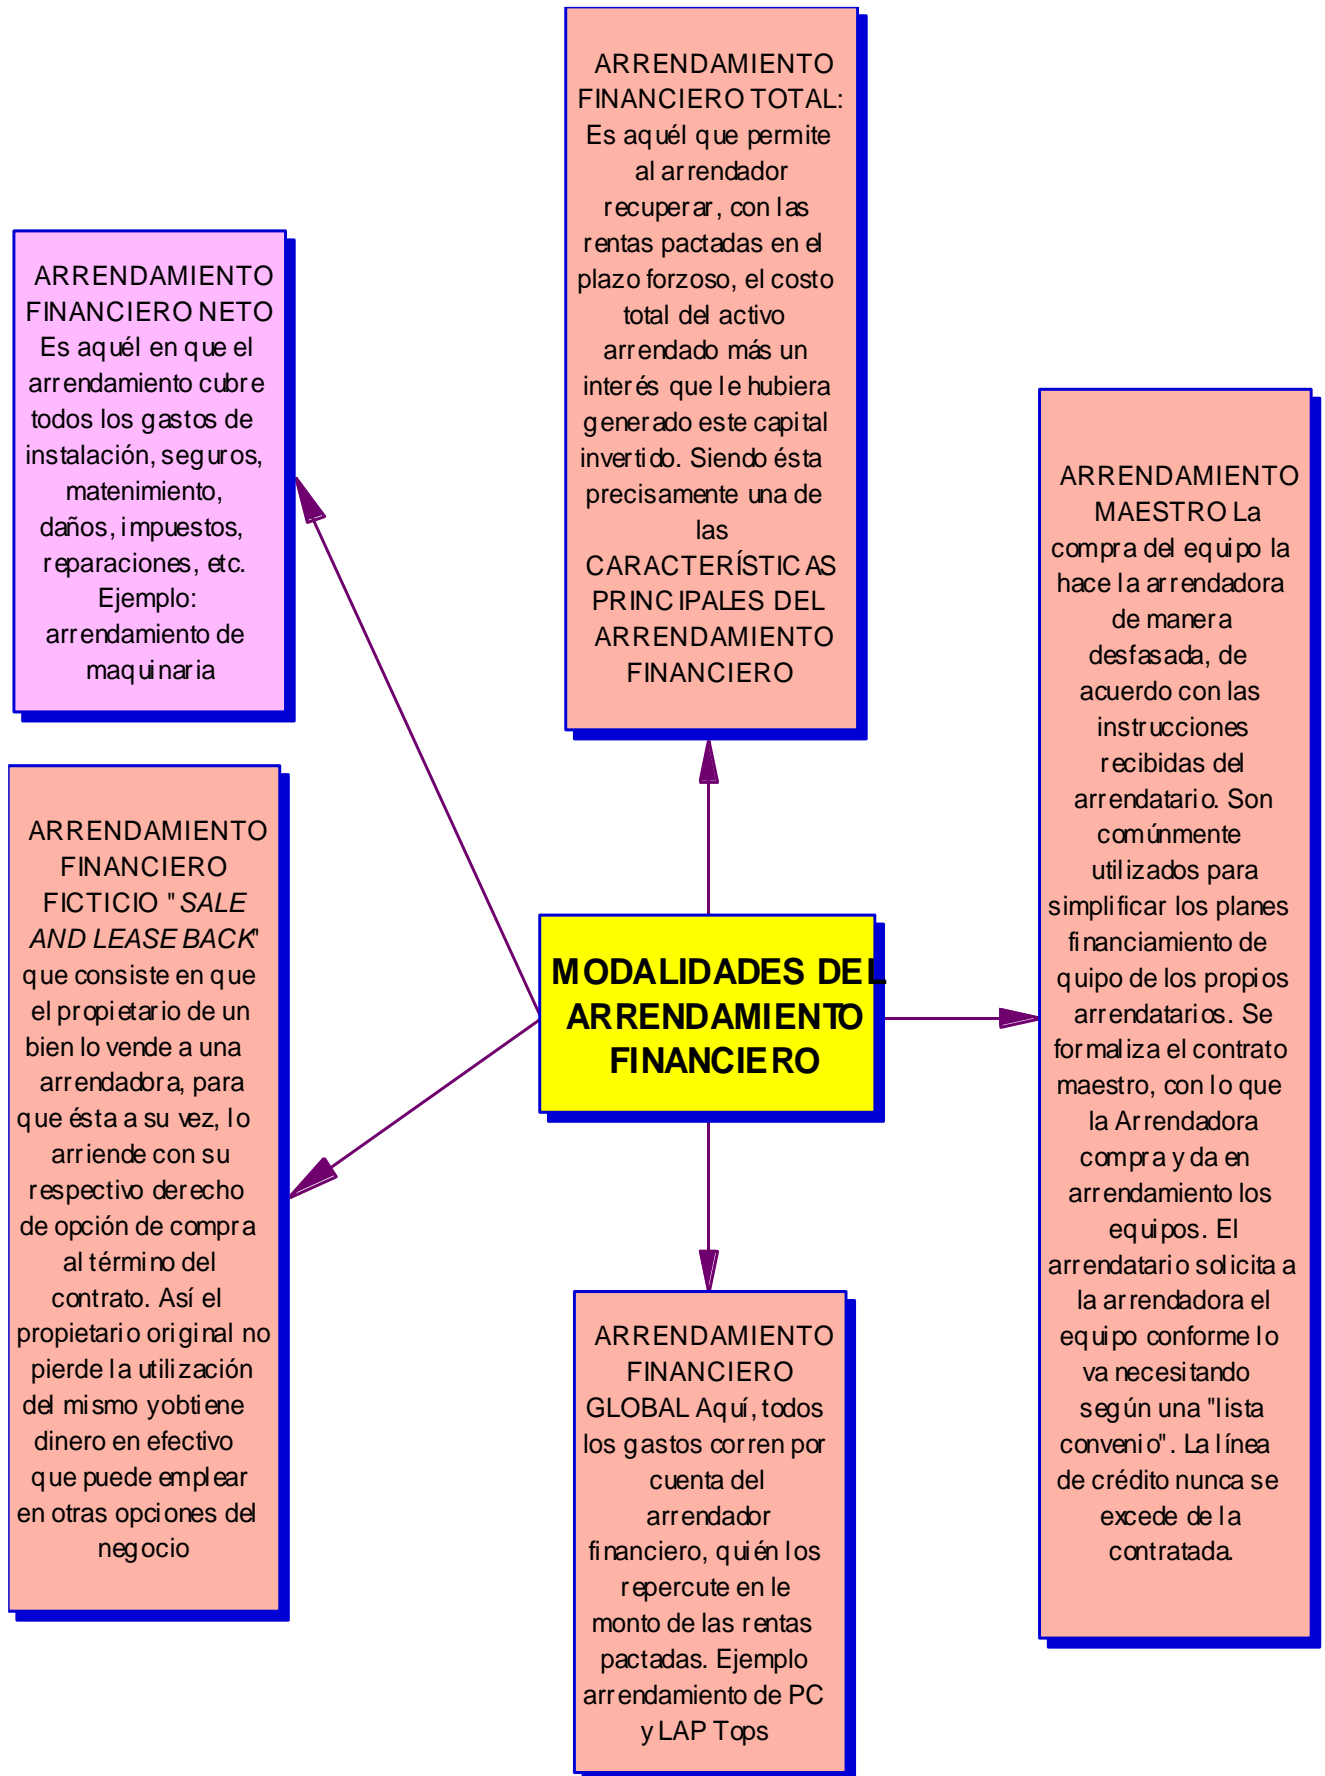 ARRENDAMIENTO
FINANCIERO TOTAL:
Es aquél que permite
al arrendador
recuperar, con las
rentas pactadas en el
plazo forzoso, el costo
total del activo
arrendado más un
interés que le hubiera
generado este capital
invertido. Siendo ésta
precisamente una de
las
CARACTERÍSTICAS
PRINCIPALES DEL
ARRENDAMIENTO
FINANCIERO
ARRENDAMIENTO
FINANCIERO NETO
Es aquél en que el
arrendamiento cubre
todos los gastos de
instalación, seguros,
matenimiento,
daños, impuestos,
reparaciones, etc.
Ejemplo:
arrendamiento de
maquinaria
ARRENDAMIENTO
MAESTRO La
compra del equipo la
hace la arrendadora
de manera
desfasada, de
acuerdo con las
instrucciones
recibidas del
arrendatario. Son
comúnmente
utilizados para
simplificar los planes
financiamiento de
quipo de los propios
arrendatarios. Se
formaliza el contrato
maestro, con lo que
la Arrendadora
compra y da en
arrendamiento los
equipos. El
arrendatario solicita a
la arrendadora el
equipo conforme lo
va necesitando
según una "lista
convenio". La línea
de crédito nunca se
excede de la
contratada.
ARRENDAMIENTO
FINANCIERO
FICTICIO "SALE
AND LEASE BACK"
que consiste en que
el propietario de un
bien lo vende a una
arrendadora, para
que ésta a su vez, lo
arriende con su
respectivo derecho
de opción de compra
al término del
contrato. Así el
propietario original no
pierde la utilización
del mismo y obtiene
dinero en efectivo
que puede emplear
en otras opciones del
negocio
MODALIDADES DEL
ARRENDAMIENTO
FINANCIERO
ARRENDAMIENTO
FINANCIERO
GLOBAL Aquí, todos
los gastos corren por
cuenta del
arrendador
financiero, quién los
repercute en le
monto de las rentas
pactadas. Ejemplo
arrendamiento de PC
y LAP Tops